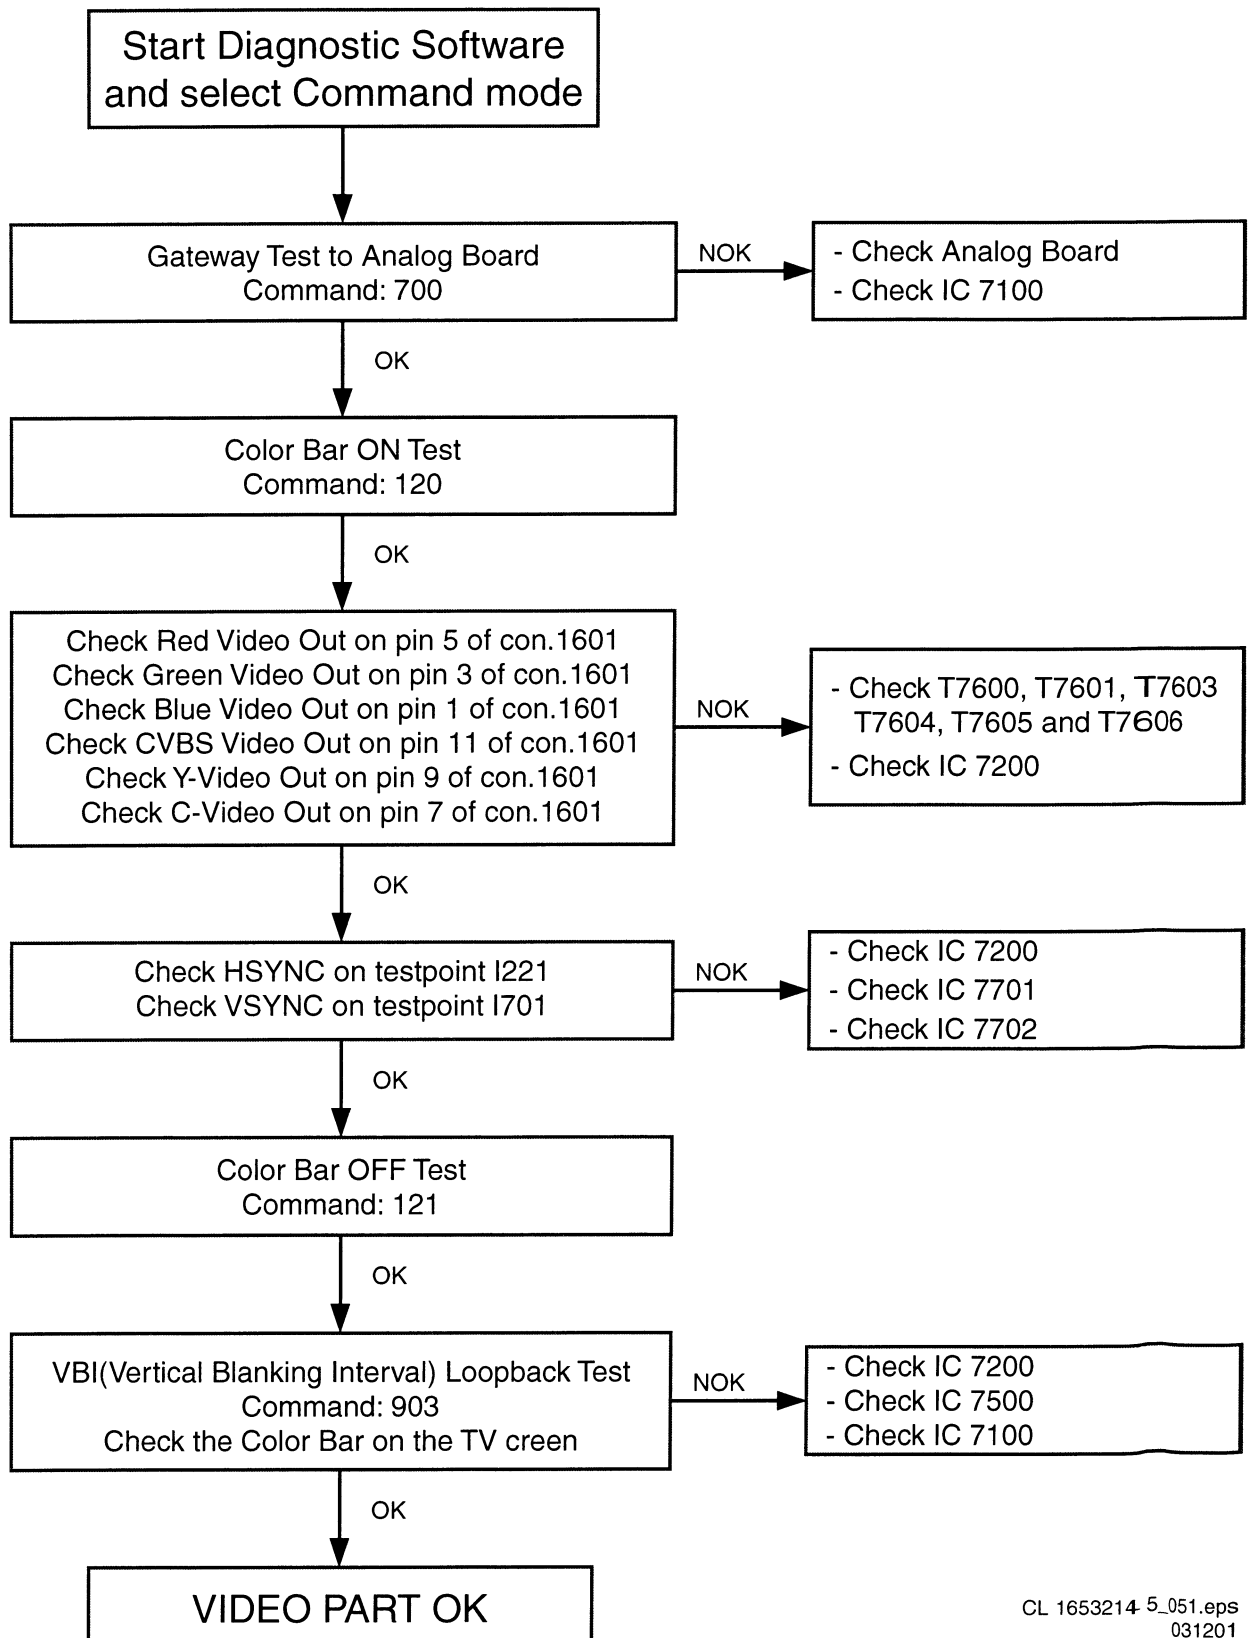 Start Diagnostic Software
and select Command mode
Gateway Test to Analog Board
Command: 700
NOK
- Check Analog Board
- Check IC 7100
OK
Color Bar ON Test
Command: 120
OK
Check Red Video Out on pin 5 of con.1601
Check Green Video Out on pin 3 of con.1601
Check Blue Video Out on pin 1 of con.1601
Check CVBS Video Out on pin 11 of con.1601
Check Y-Video Out on pin 9 of con.1601
Check C-Video Out on pin 7 of con.1601
NOK
- Check T7600, T7601, T7603
T7604, T7605 and T7606
- Check IC 7200
OK
Check HSYNC on testpoint I221
Check VSYNC on testpoint I701
NOK
- Check IC 7200
- Check IC 7701
- Check IC 7702
OK
Color Bar OFF Test
Command: 121
OK
VBI(Vertical Blanking Interval) Loopback Test
Command: 903
Check the Color Bar on the TV creen
NOK
- Check IC 7200
- Check IC 7500
- Check IC 7100
OK
VIDEO PART OK
CL 1653214 5_051.eps
031201